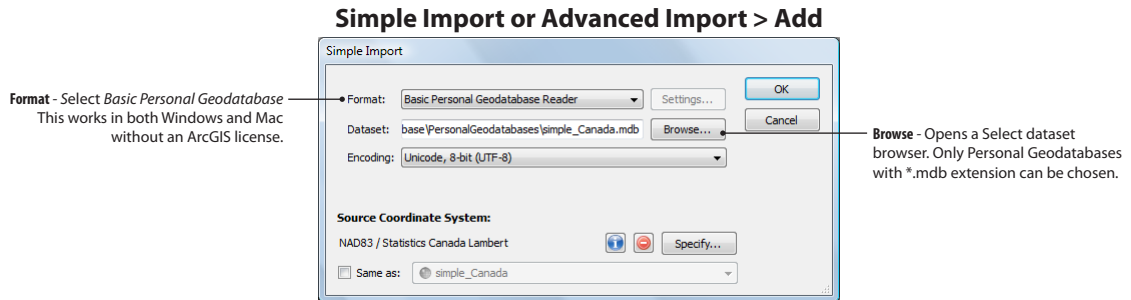 Simple Import or Advanced Import > Add
Simple Import
Format - Select Basic Personal Geodatabase
This works in both Windows and Mac
without an ArcGIS license.
Format:
Basic Personal Geodatabase Reader
Settings...
OK
Dataset:
base\PersonalGeodatabases\simple_Canada.mdb
Browse...
Cancel
Encoding:
Unicode, 8-bit (UTF-8)
Browse - Opens a Select dataset
browser. Only Personal Geodatabases
with *.mdb extension can be chosen.
Source Coordinate System:
NAD83 / Statistics Canada Lambert
Specify...
Same as:
simple_Canada